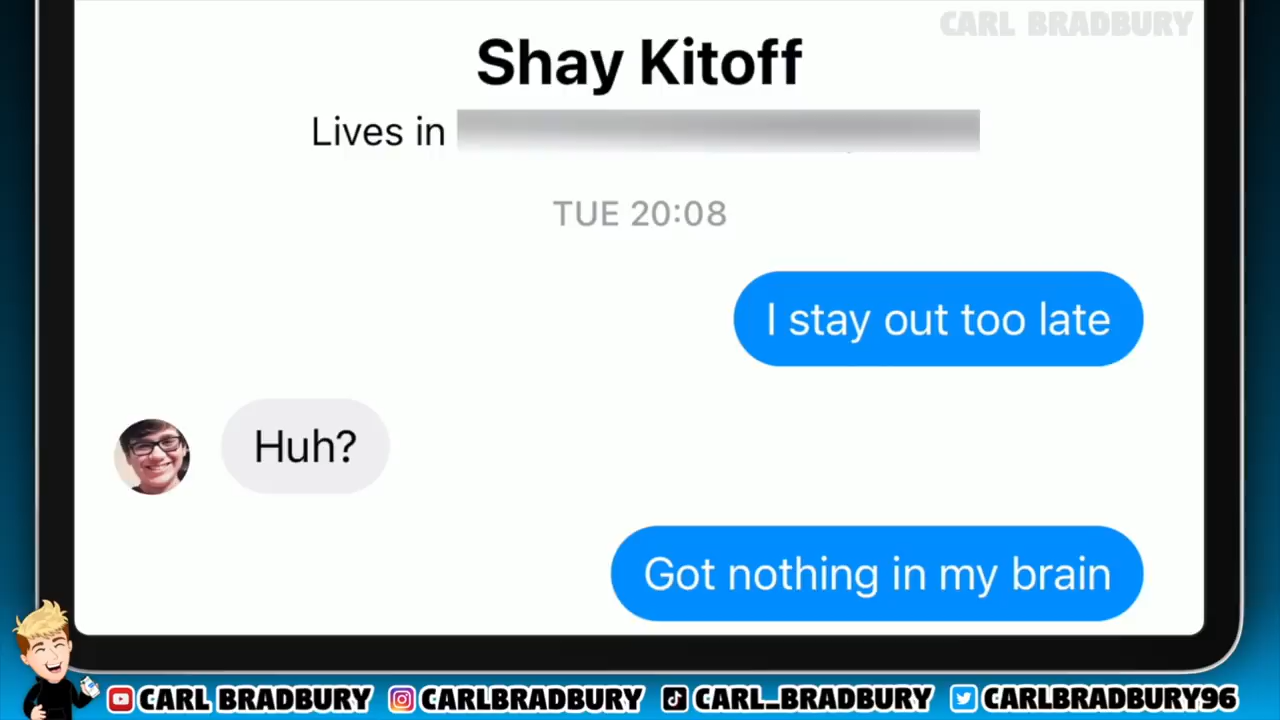 CARL BRADBURY
Shay Kitoff
Lives in
TUE 20:08
I stay out too late
Huh?
Got nothing in my brain
CARL BRADBURY CARLBRADBURY CARL_BRADBURY CARLBRADBURY96